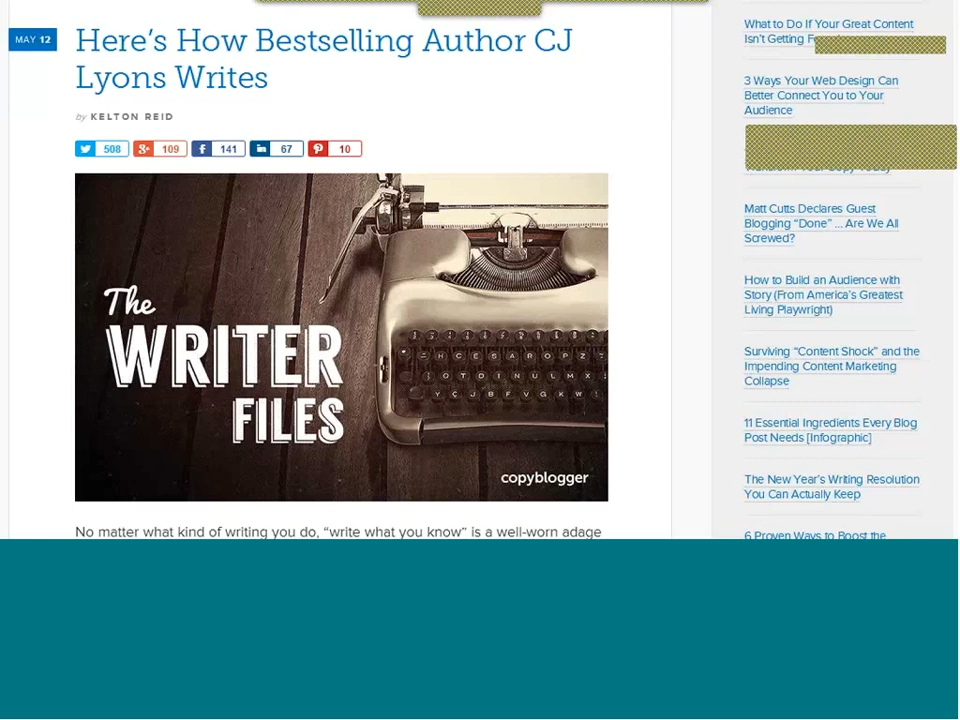 MAY 12
Here's How Bestselling Author CJ
Lyons Writes
by KELTON REID
508 109 141 67 10
The
WRITER
FILES
copyblogger
No matter what kind of writing you do, “write what you know” is a well-worn adage
What to Do If Your Great Content
Isn't Getting
3 Ways Your Web Design Can
Better Connect You to Your
Audience
Matt Cutts Declares Guest
Blogging “Done” ... Are We All
Screwed?
How to Build an Audience with
Story (From America's Greatest
Living Playwright)
Surviving “Content Shock” and the
Impending Content Marketing
Collapse
11 Essential Ingredients Every Blog
Post Needs [Infographic]
The New Year's Writing Resolution
You Can Actually Keep
6 Proven Ways to Boost the